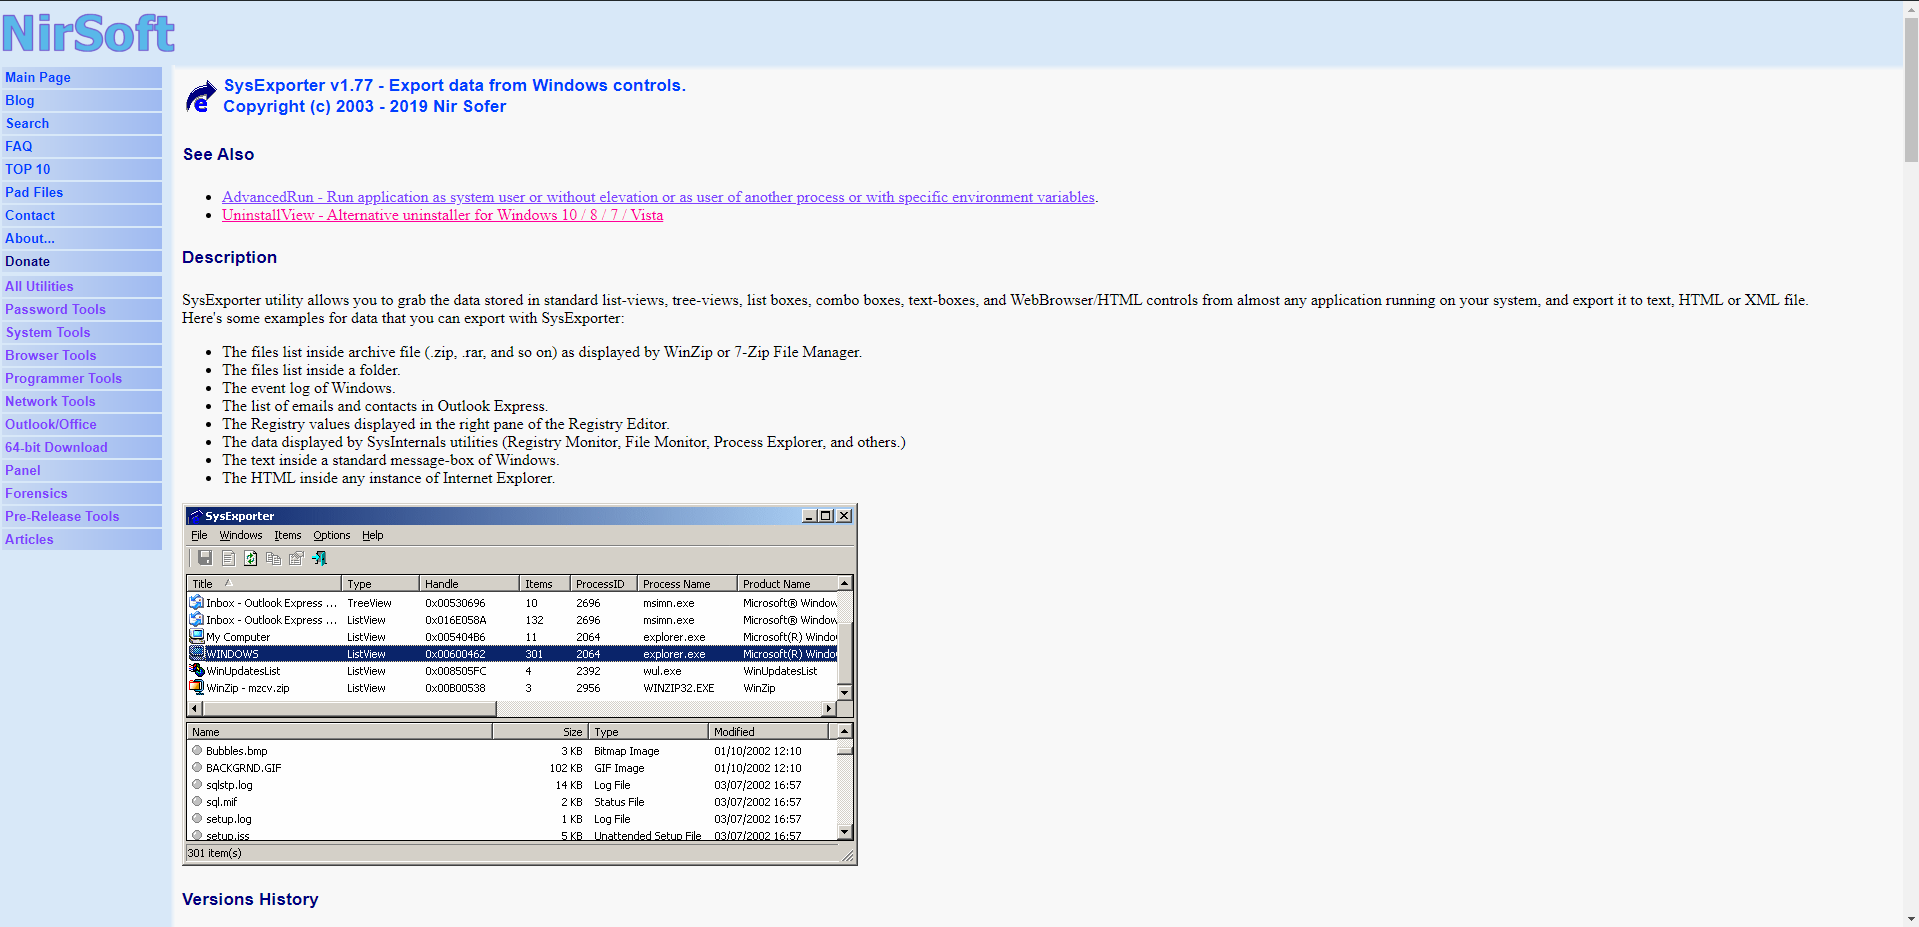 NirSoft
Main Page
Blog
Search
FAQ
TOP 10
Pad Files
Contact
About...
Donate
All Utilities
Password Tools
System Tools
Browser Tools
Programmer Tools
Network Tools
Outlook/Office
64-bit Download
Panel
Forensics
Pre-Release Tools
Articles
SysExporter v1.77 - Export data from Windows controls.
Copyright (c) 2003 - 2019 Nir Sofer
See Also
• AdvancedRun - Run application as system user or without elevation or as user of another process or with specific environment variables.
• UninstallView - Alternative uninstaller for Windows 10 / 8 / 7 / Vista
Description
SysExporter utility allows you to grab the data stored in standard list-views, tree-views, list boxes, combo boxes, text-boxes, and WebBrowser/HTML controls from almost any application running on your system, and export it to text, HTML or XML file.
Here's some examples for data that you can export with SysExporter:
• The files list inside archive file (.zip, .rar, and so on) as displayed by WinZip or 7-Zip File Manager.
• The files list inside a folder.
• The event log of Windows.
• The list of emails and contacts in Outlook Express.
• The Registry values displayed in the right pane of the Registry Editor.
• The data displayed by SysInternals utilities (Registry Monitor, File Monitor, Process Explorer, and others.)
• The text inside a standard message-box of Windows.
• The HTML inside any instance of Internet Explorer.
SysExporter
File Windows Items Options Help
Title Type Handle Items ProcessID Process Name Product Name
Inbox - Outlook Express ... TreeView 0x00530696 10 2696 msimn.exe Microsoft® Window
Inbox - Outlook Express ... ListView 0x016E058A 132 2696 msimn.exe Microsoft® Window
My Computer ListView 0x005404B6 11 2064 explorer.exe Microsoft(R) Windo
WINDOWS ListView 0x00600462 301 2064 explorer.exe Microsoft(R) Windo
WinUpdatesList ListView 0x008505FC 4 2392 wul.exe WinUpdatesList
WinZip - mzcv.zip ListView 0x00B00538 3 2956 WINZIP32.EXE WinZip
Name Size Type Modified
Bubbles.bmp 3 KB Bitmap Image 01/10/2002 12:10
BACKGRND.GIF 102 KB GIF Image 01/10/2002 12:10
sqlstp.log 14 KB Log File 03/07/2002 16:57
sql.mif 2 KB Status File 03/07/2002 16:57
setup.log 1 KB Log File 03/07/2002 16:57
setup.iss 5 KB Unattended Setup File 03/07/2002 16:57
301 item(s)
Versions History